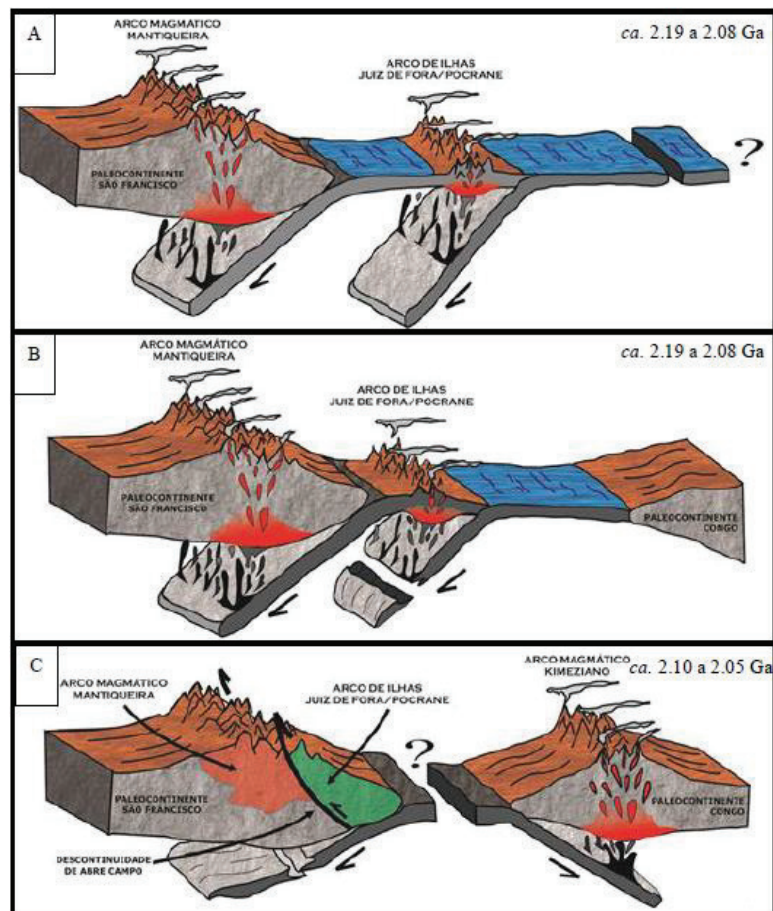 A
ARCO MAGMÁTICO
MANTIQUEIRA
ca. 2.19 a 2.08 Ga
ARCO DE ILHAS
JUIZ DE FORA/POCRANE
PALEOCONTINENTE
SÃO FRANCISCO
?
B
ARCO MAGMÁTICO
MANTIQUEIRA
ca. 2.19 a 2.08 Ga
ARCO DE ILHAS
JUIZ DE FORA/POCRANE
PALEOCONTINENTE
SÃO FRANCISCO
PALEOCONTINENTE
CONGO
C
ARCO MAGMÁTICO
MANTIQUEIRA
ARCO DE ILHAS
JUIZ DE FORA/POCRANE
ARCO MAGMÁTICO
KIMEZIANO
ca. 2.10 a 2.05 Ga
?
PALEOCONTINENTE
SÃO FRANCISCO
PALEOCONTINENTE
CONGO
DESCONTINUIDADE
DE ABRE CAMPO